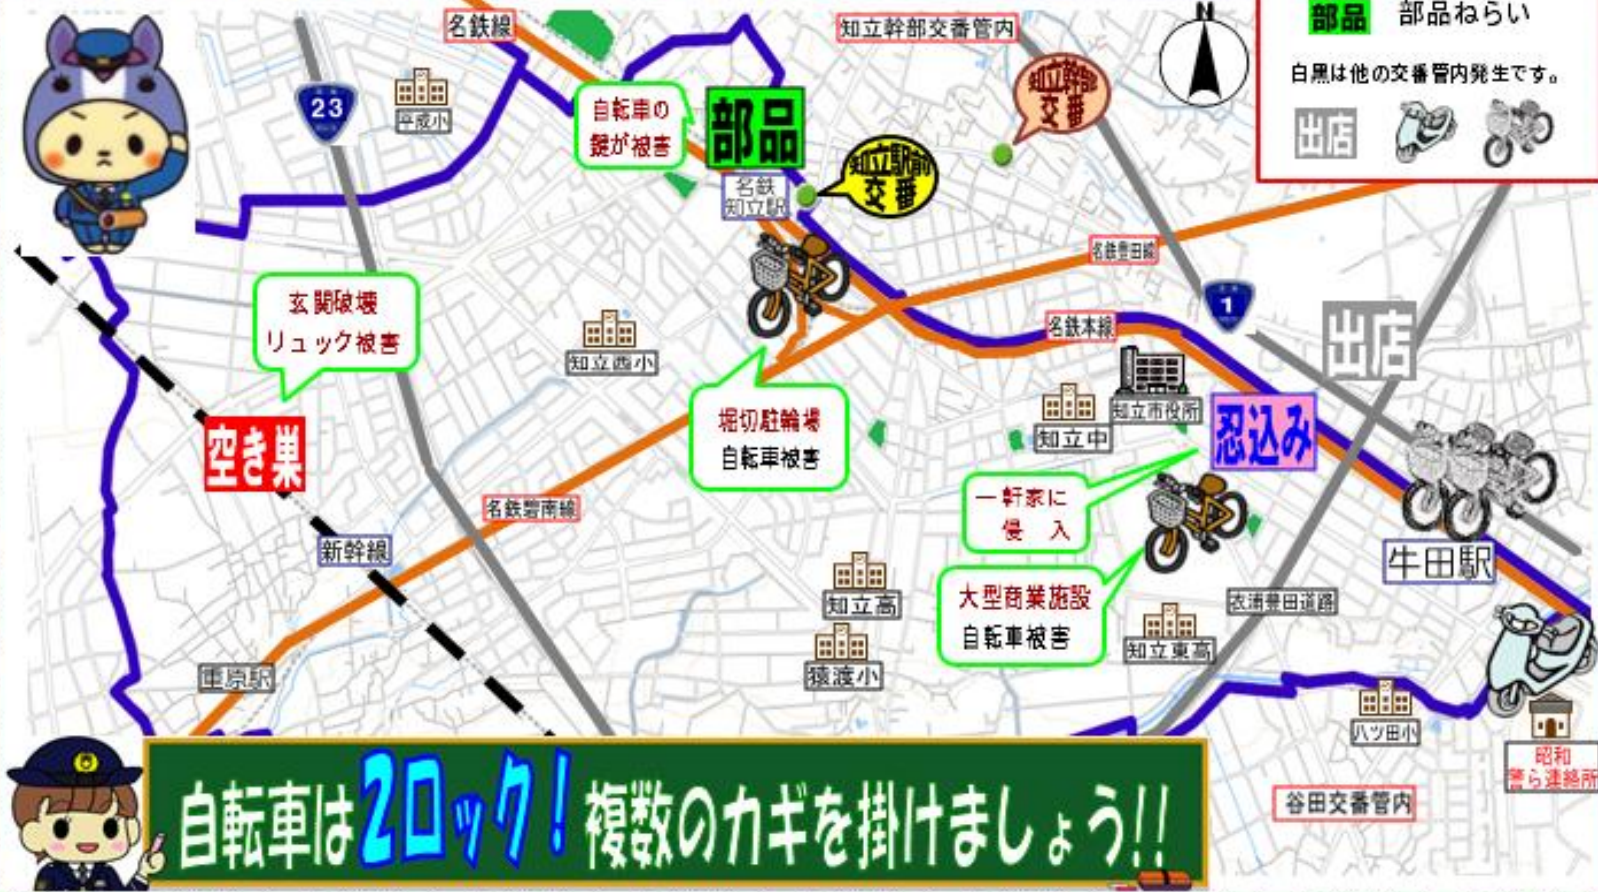 部品 部品ねらい
白黒は他の交番管内発生です。
出店
名鉄線
知立幹部交番管内
N
23
平成小
自転車の
鍵が被害
部品
知立幹部
交番
知立駅前
交番
名鉄
知立駅
名鉄豊田線
玄関破壊
リュック被害
1
知立西小
名鉄本線
出店
知立市役所
空き巣
堀切駐輪場
自転車被害
知立中
忍込み
一軒家に
侵入
名鉄碧南線
新幹線
牛田駅
知立高
大型商業施設
自転車被害
衣浦豊田道路
知立東高
猿渡小
重原駅
八ツ田小
昭和
警ら連絡所
谷田交番管内
自転車は2ロック!複数のカギを掛けましょう!!